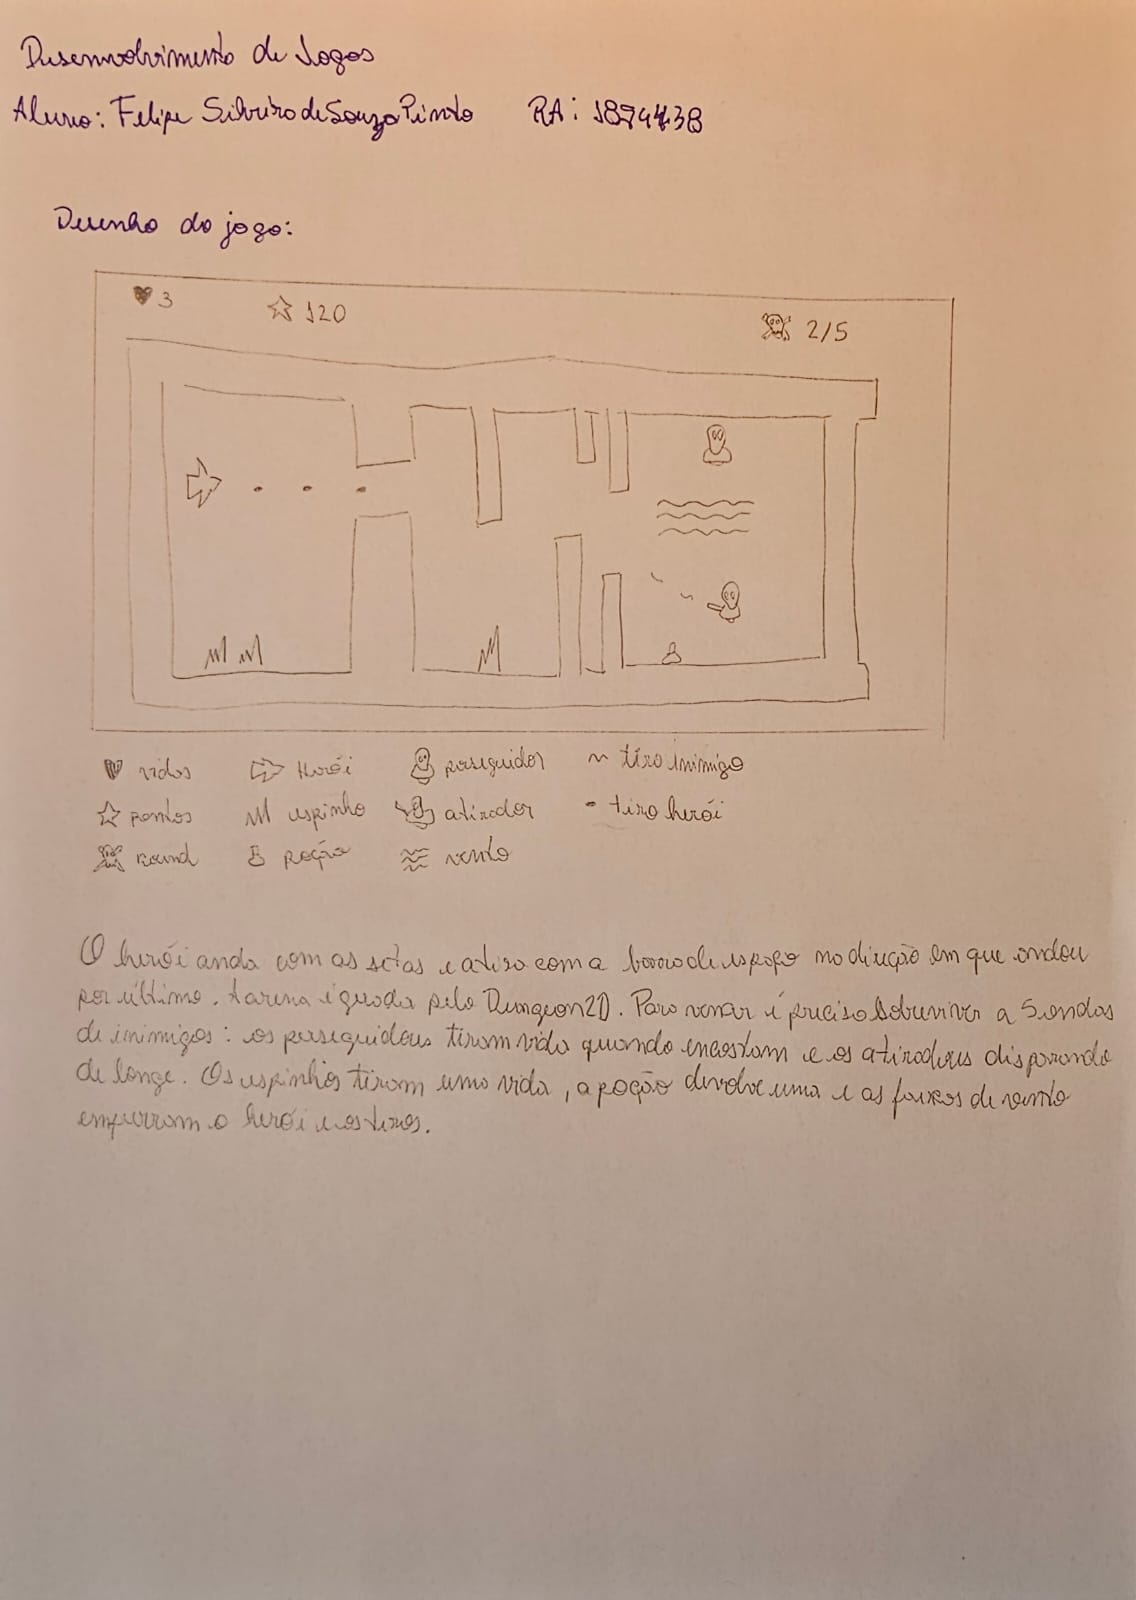 Desenvolvimento de Jogos
Aluno: Felipe Silveira de Souza Pinto RA: 1874438
Desenho do jogo:
3 120 2/5
vidas Herói perseguidor tiro inimigo
pontos espinho atirador tiro herói
round poção vento
O herói anda com as setas e atira com a barra de espaço na direção em que andou
por último. A arena é gerada pelo Dungeon2D. Para vencer é preciso sobreviver a 5 ondas
de inimigos: os perseguidores tiram vida quando encostam e os atiradores disparando
de longe. Os espinhos tiram uma vida, a poção devolve uma e as faixas de vento
empurram o herói e os tiros.